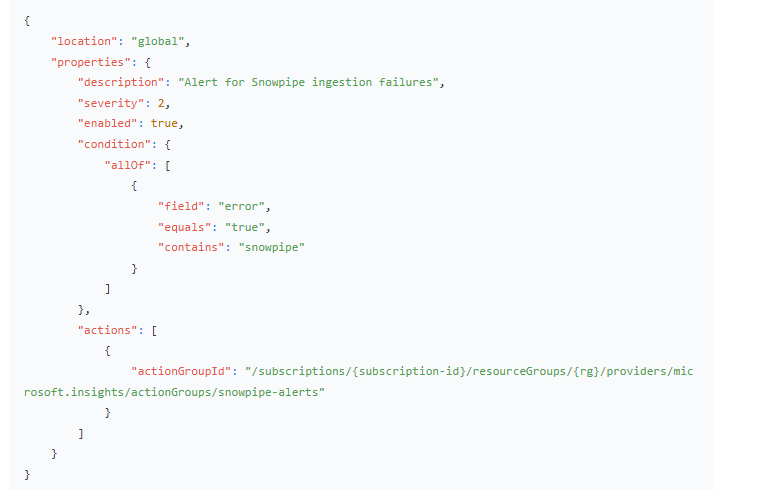 {
    "location": "global",
    "properties": {
        "description": "Alert for Snowpipe ingestion failures",
        "severity": 2,
        "enabled": true,
        "condition": {
            "allOf": [
                {
                    "field": "error",
                    "equals": "true",
                    "contains": "snowpipe"
                }
            ]
        },
        "actions": [
            {
                "actionGroupId": "/subscriptions/{subscription-id}/resourceGroups/{rg}/providers/mic
rosoft.insights/actionGroups/snowpipe-alerts"
            }
        ]
    }
}